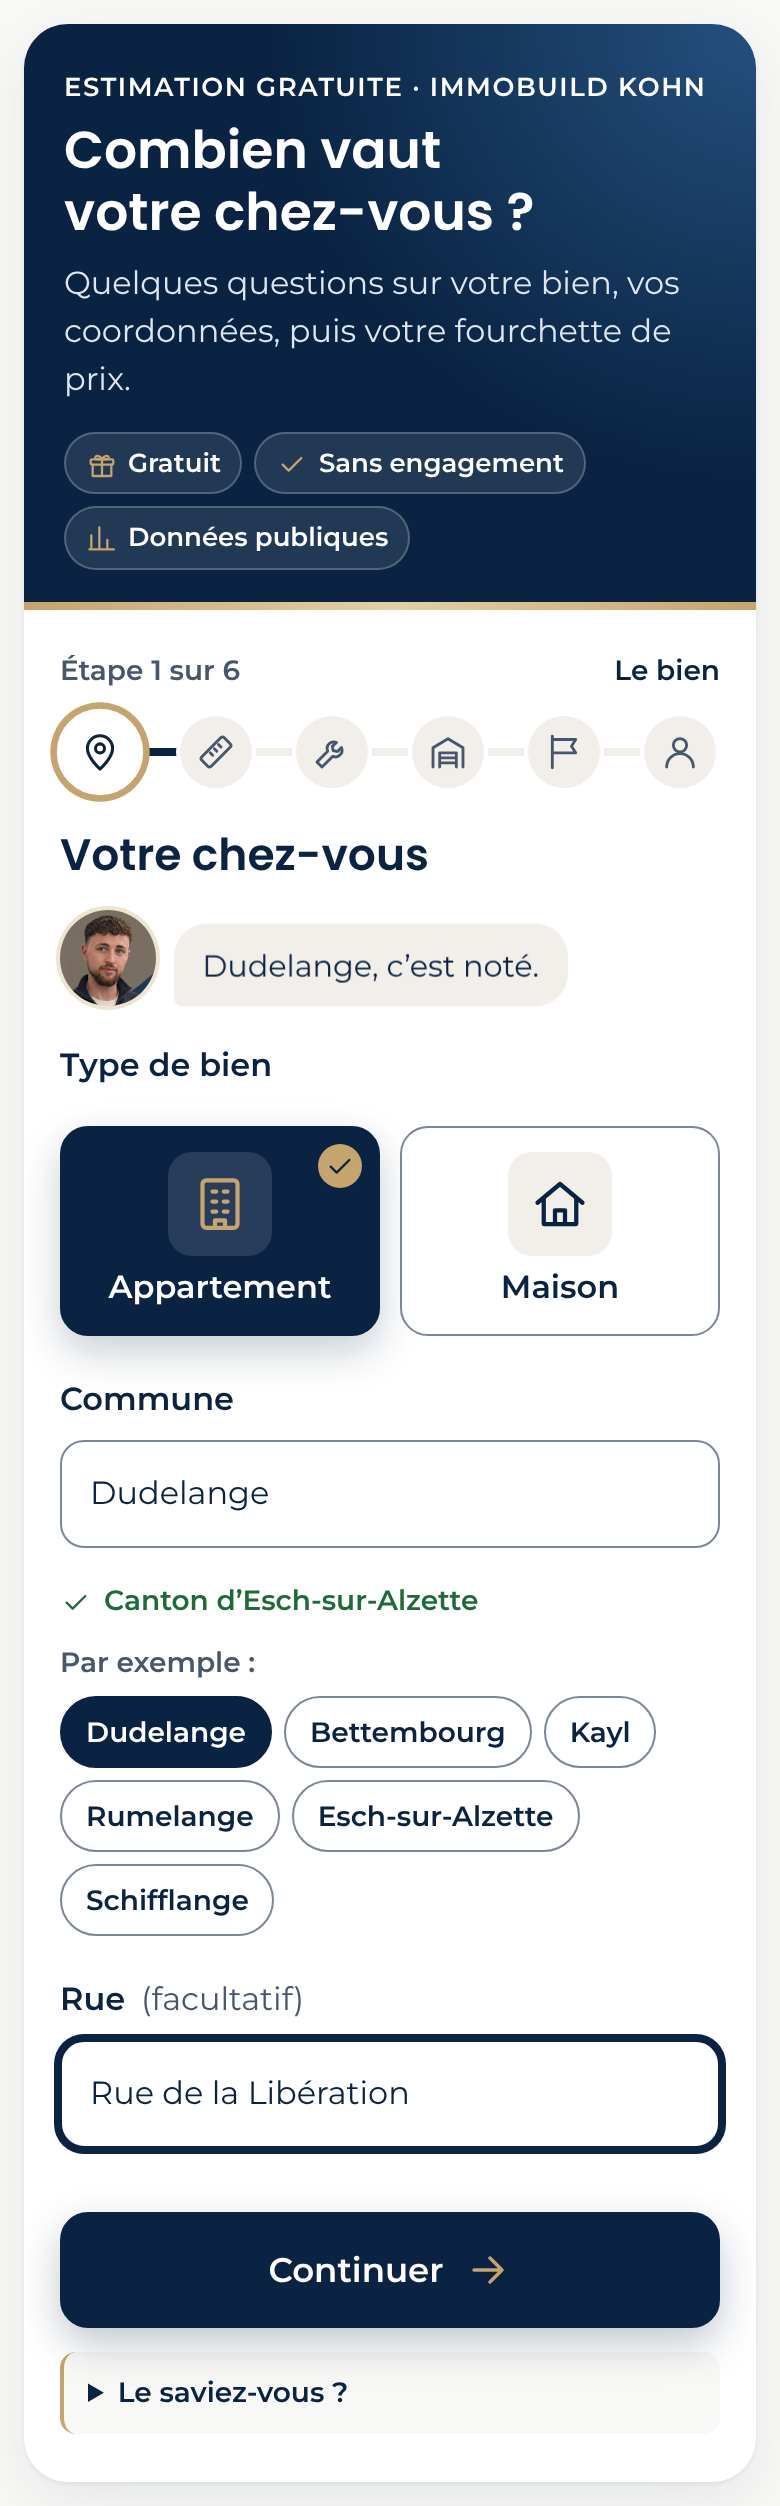 ESTIMATION GRATUITE · IMMOBUILD KOHN
Combien vaut
votre chez-vous ?
Quelques questions sur votre bien, vos
coordonnées, puis votre fourchette de
prix.
Gratuit
Sans engagement
Données publiques
Étape 1 sur 6
Le bien
Votre chez-vous
Dudelange, c’est noté.
Type de bien
Appartement
Maison
Commune
Dudelange
Canton d’Esch-sur-Alzette
Par exemple :
Dudelange
Bettembourg
Kayl
Rumelange
Esch-sur-Alzette
Schifflange
Rue (facultatif)
Rue de la Libération
Continuer
Le saviez-vous ?